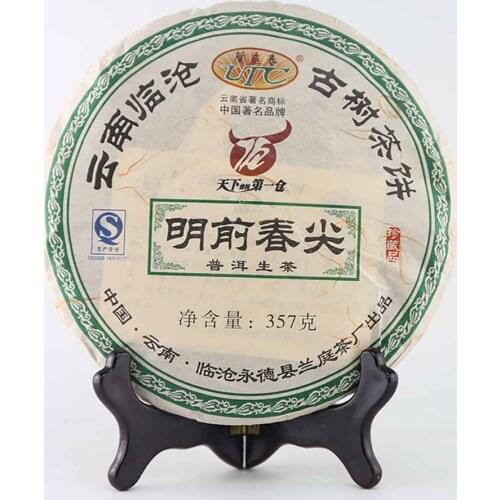 云南临沧 古树茶饼
UTC
®
云南省著名商标
中国著名品牌
佰
天下 第一仓
明前春尖
普洱生茶
珍藏品
净含量：357克
中国·云南·临沧永德县兰庭茶厂出品